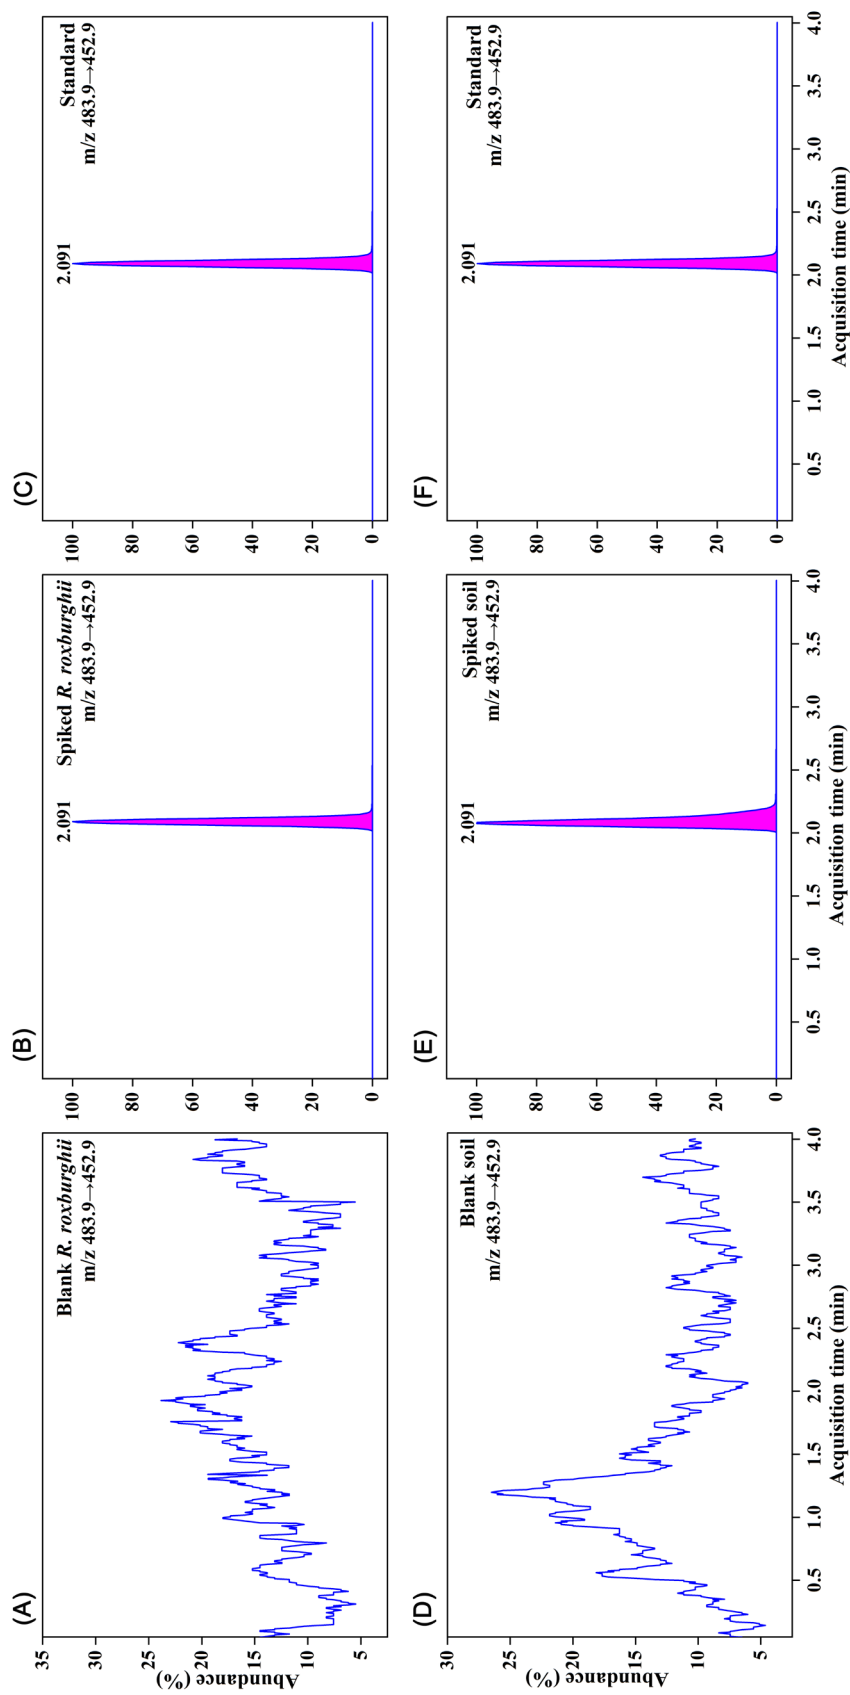 (A)
Blank R. roxburghii
m/z 483.9→452.9
Abundance (%)
35
30
25
20
15
10
5
(B)
Spiked R. roxburghii
m/z 483.9→452.9
2.091
100
80
60
40
20
0
(C)
Standard
m/z 483.9→452.9
2.091
100
80
60
40
20
0
(D)
Blank soil
m/z 483.9→452.9
Abundance (%)
30
25
20
15
10
5
0.5 1.0 1.5 2.0 2.5 3.0 3.5 4.0
Acquisition time (min)
(E)
Spiked soil
m/z 483.9→452.9
2.091
100
80
60
40
20
0
0.5 1.0 1.5 2.0 2.5 3.0 3.5 4.0
Acquisition time (min)
(F)
Standard
m/z 483.9→452.9
2.091
100
80
60
40
20
0
0.5 1.0 1.5 2.0 2.5 3.0 3.5 4.0
Acquisition time (min)